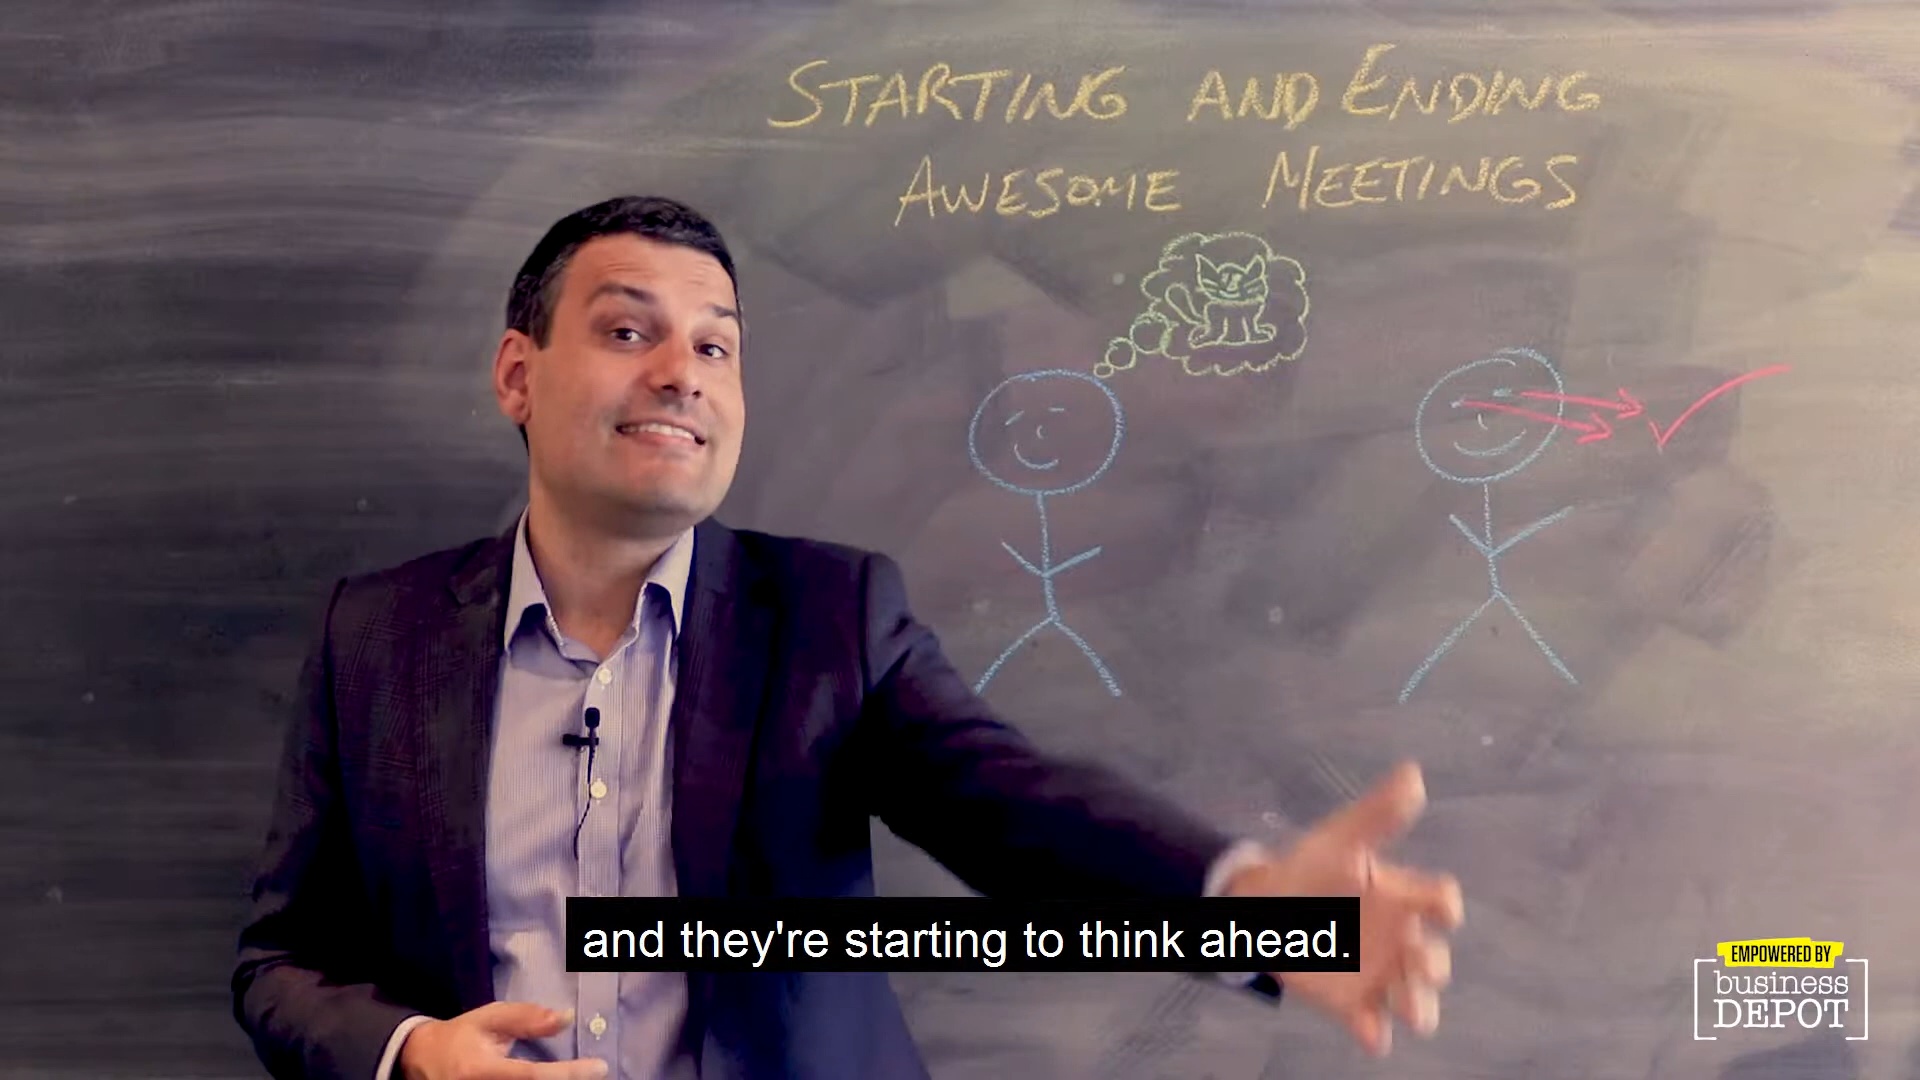 STARTING AND ENDING
AWESOME MEETINGS
and they're starting to think ahead.
EMPOWERED BY
business
DEPOT